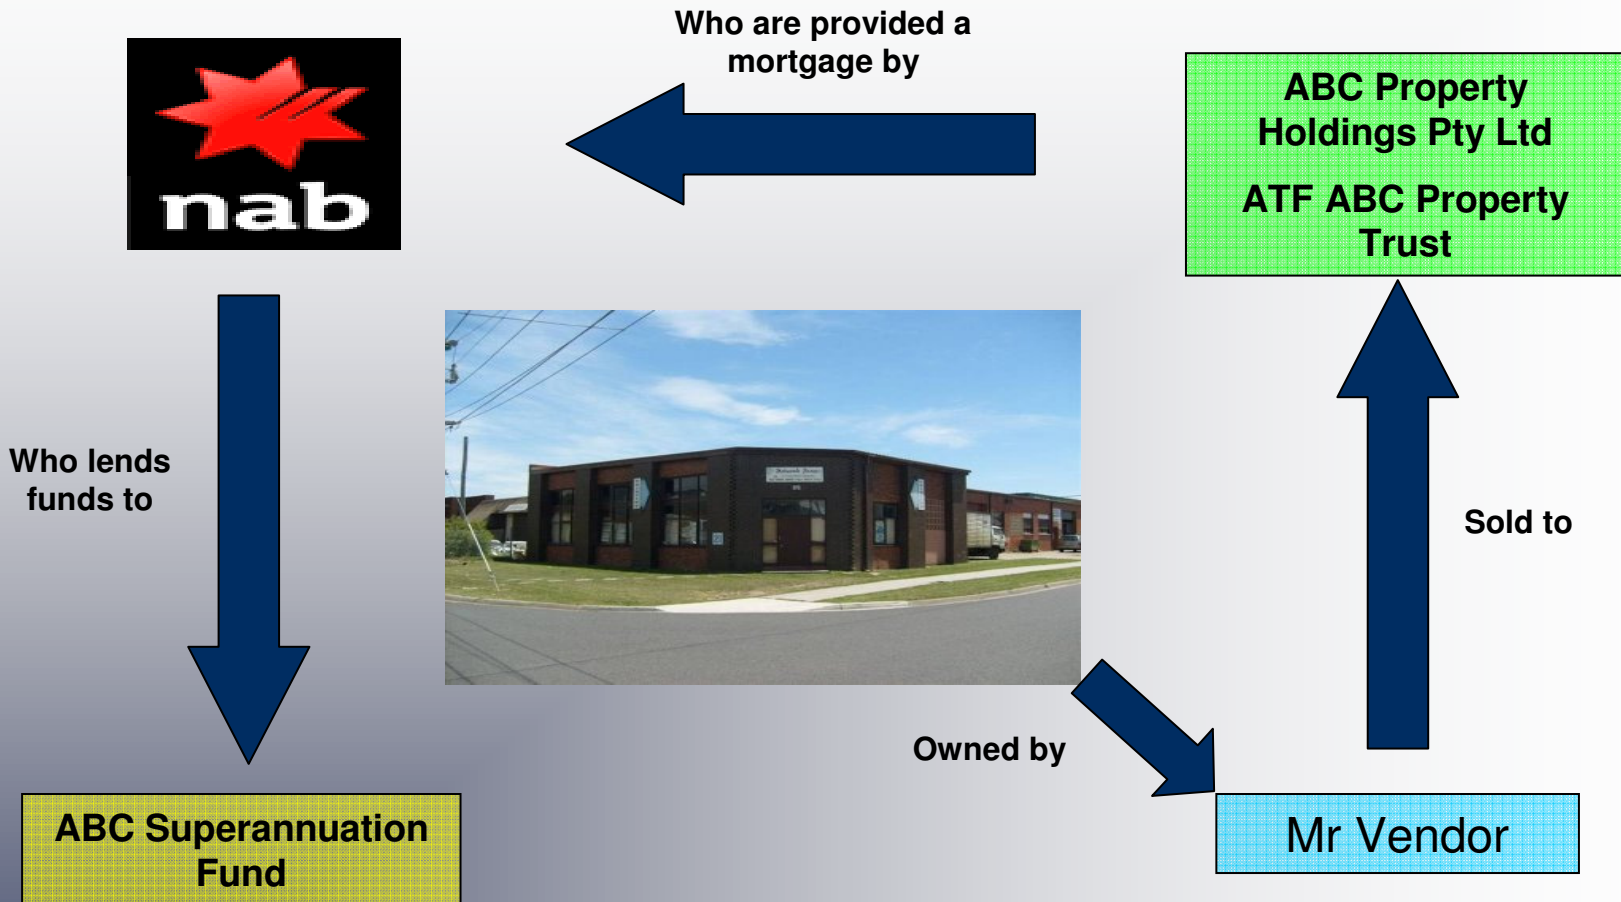 Who are provided a
mortgage by
nab
ABC Property
Holdings Pty Ltd
ATF ABC Property
Trust
Who lends
funds to
Sold to
Owned by
ABC Superannuation
Fund
Mr Vendor